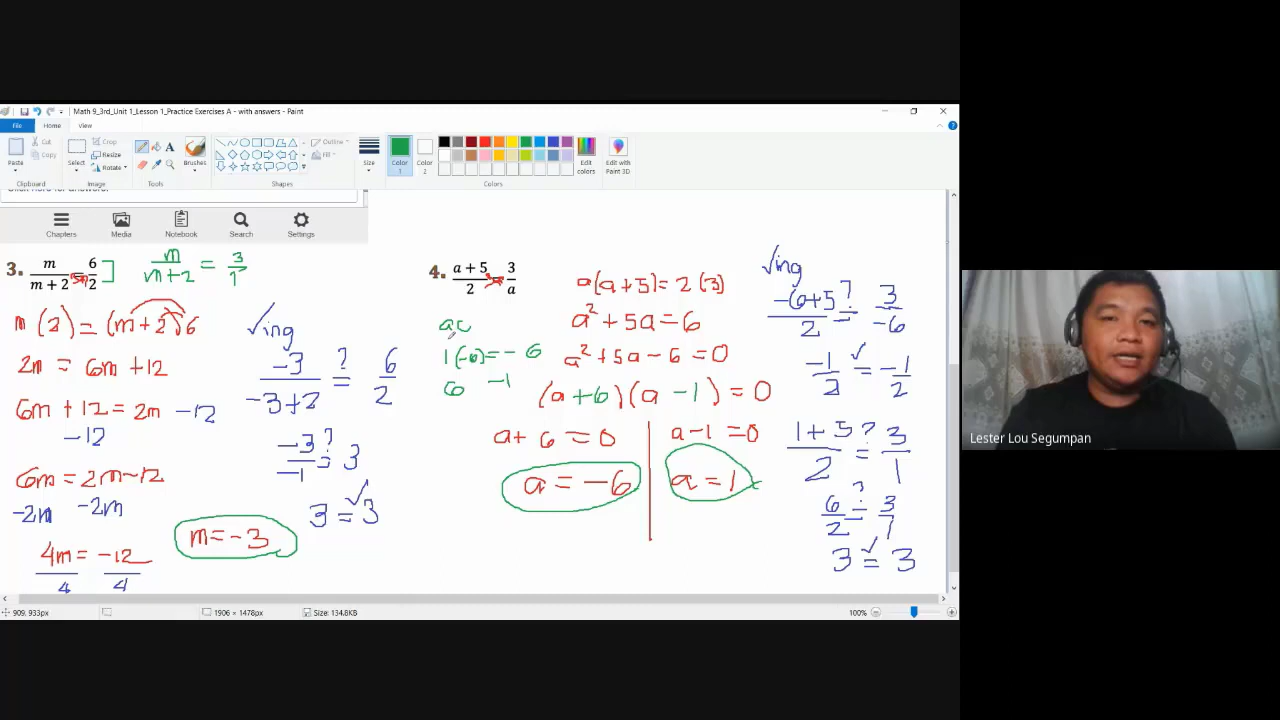 Math 9_3rd_Unit 1_Lesson 1_Practice Exercises A - with answers - Paint
File Home View
Paste Cut Copy
Select Crop Resize Rotate
Brushes
Outline Fill
Size
Color 1 Color 2
Edit colors
Edit with Paint 3D
Clipboard Image Tools Shapes Colors
Chapters Media Notebook Search Settings
3. m/(m + 2) = 6/2 ] m/(m+2) = 3/1
m (2) = (m+2) 6
2m = 6m+12
6m + 12 = 2m -12
-12
6m = 2m-12
-2m -2m
4m = -12
4 4
m = -3
√ing
-3/(-3+2) ?= 6/2
-3/-1 ?= 3
3 = 3 ✓
4. (a + 5)/2 = 3/a
ac
1(-6) = -6
6 -1
a(a+5) = 2(3)
a² + 5a = 6
a² + 5a - 6 = 0
(a+6)(a-1) = 0
a+6 = 0
a = -6
a-1 = 0
a = 1
√ing
(-6+5)/2 ?= 3/-6
-1/2 =✓ -1/2
(1+5)/2 ?= 3/1
6/2 ?= 3/1
3 =✓ 3
Lester Lou Segumpan
909, 933px 1906 × 1478px Size: 134.8KB 100%